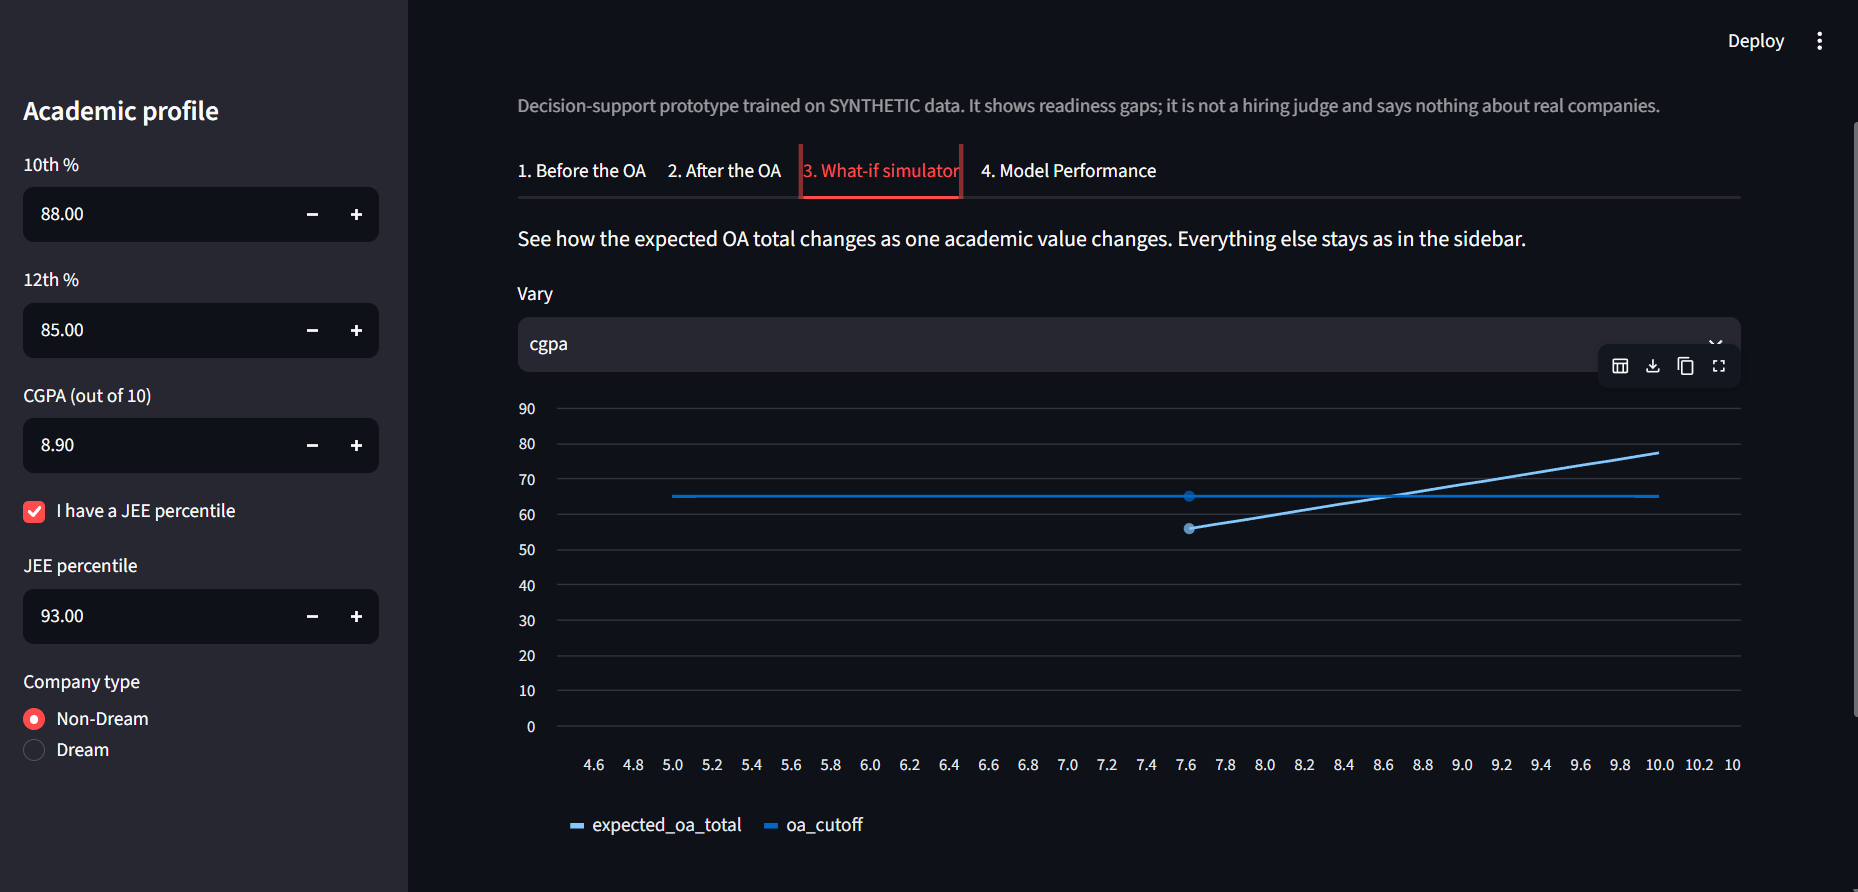 Deploy
Academic profile
10th %
88.00
12th %
85.00
CGPA (out of 10)
8.90
I have a JEE percentile
JEE percentile
93.00
Company type
Non-Dream
Dream
Decision-support prototype trained on SYNTHETIC data. It shows readiness gaps; it is not a hiring judge and says nothing about real companies.
1. Before the OA 2. After the OA 3. What-if simulator 4. Model Performance
See how the expected OA total changes as one academic value changes. Everything else stays as in the sidebar.
Vary
cgpa
90
80
70
60
50
40
30
20
10
0
4.6 4.8 5.0 5.2 5.4 5.6 5.8 6.0 6.2 6.4 6.6 6.8 7.0 7.2 7.4 7.6 7.8 8.0 8.2 8.4 8.6 8.8 9.0 9.2 9.4 9.6 9.8 10.0 10.2 10
expected_oa_total oa_cutoff